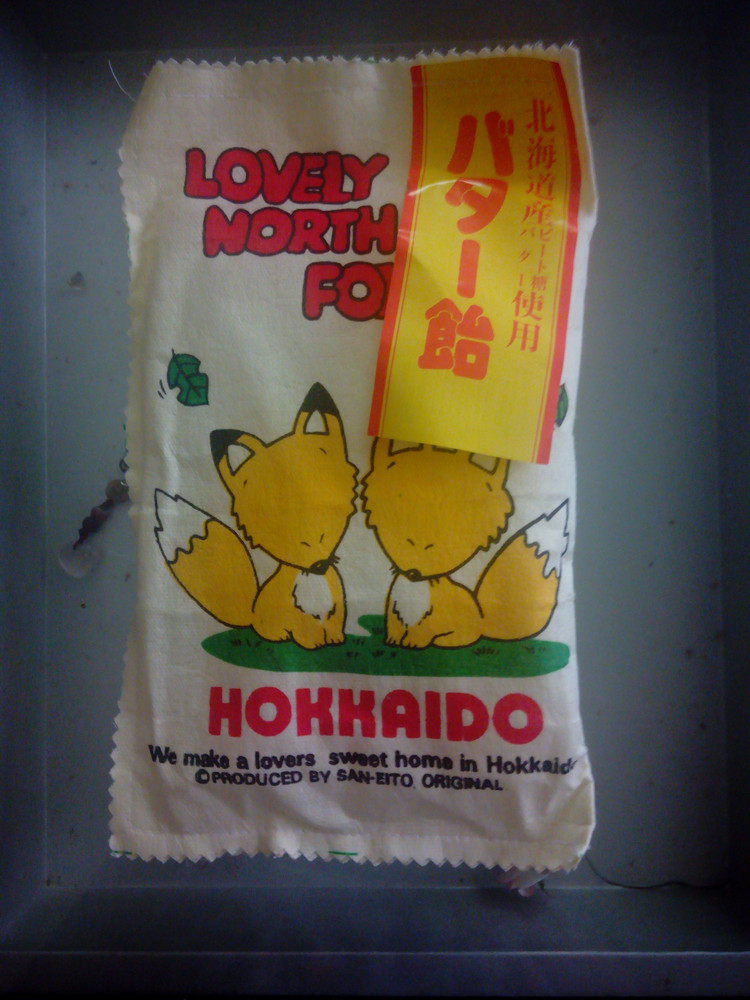 LOVELY
NORTH
FO
北海道産ビート糖バター使用
バター飴
HOKKAIDO
We make a lovers sweet home in Hokkaid
©PRODUCED BY SAN-EITO. ORIGINAL